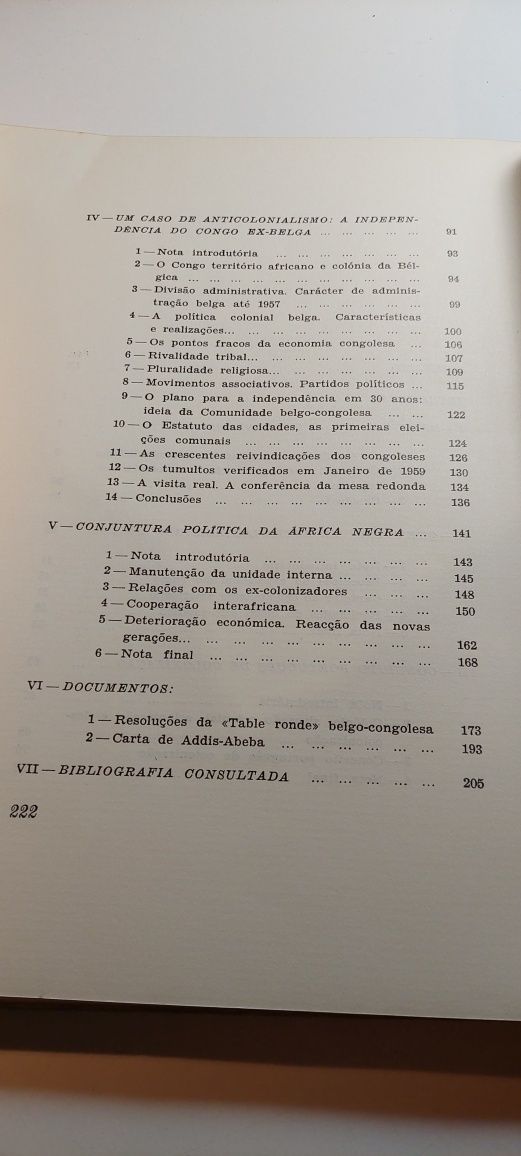 IV — UM CASO DE ANTICOLONIALISMO: A INDEPEN-
DÊNCIA DO CONGO EX-BELGA ... ... ... ... ... 91
1 — Nota introdutória ... ... ... ... ... ... ... 93
2 — O Congo território africano e colónia da Bél-
gica ... ... ... ... ... ... ... ... ... ... ... 94
3 — Divisão administrativa. Carácter de adminis-
tração belga até 1957 ... ... ... ... ... ... 99
4 — A política colonial belga. Características
e realizações... ... ... ... ... ... ... ... ... 100
5 — Os pontos fracos da economia congolesa ... 106
6 — Rivalidade tribal... ... ... ... ... ... ... ... 107
7 — Pluralidade religiosa... ... ... ... ... ... ... 109
8 — Movimentos associativos. Partidos políticos ... 115
9 — O plano para a independência em 30 anos:
ideia da Comunidade belgo-congolesa ... ... 122
10 — O Estatuto das cidades, as primeiras elei-
ções comunais ... ... ... ... ... ... ... ... 124
11 — As crescentes reivindicações dos congoleses 126
12 — Os tumultos verificados em Janeiro de 1959 130
13 — A visita real. A conferência da mesa redonda 134
14 — Conclusões ... ... ... ... ... ... ... ... ... 136
V — CONJUNTURA POLÍTICA DA ÁFRICA NEGRA ... 141
1 — Nota introdutória ... ... ... ... ... ... ... 143
2 — Manutenção da unidade interna ... ... ... ... 145
3 — Relações com os ex-colonizadores ... ... ... 148
4 — Cooperação interafricana ... ... ... ... ... 150
5 — Deterioração económica. Reacção das novas
gerações... ... ... ... ... ... ... ... ... ... 162
6 — Nota final ... ... ... ... ... ... ... ... ... 168
VI — DOCUMENTOS:
1 — Resoluções da «Table ronde» belgo-congolesa 173
2 — Carta de Addis-Abeba ... ... ... ... ... ... 193
VII — BIBLIOGRAFIA CONSULTADA ... ... ... ... ... 205
222